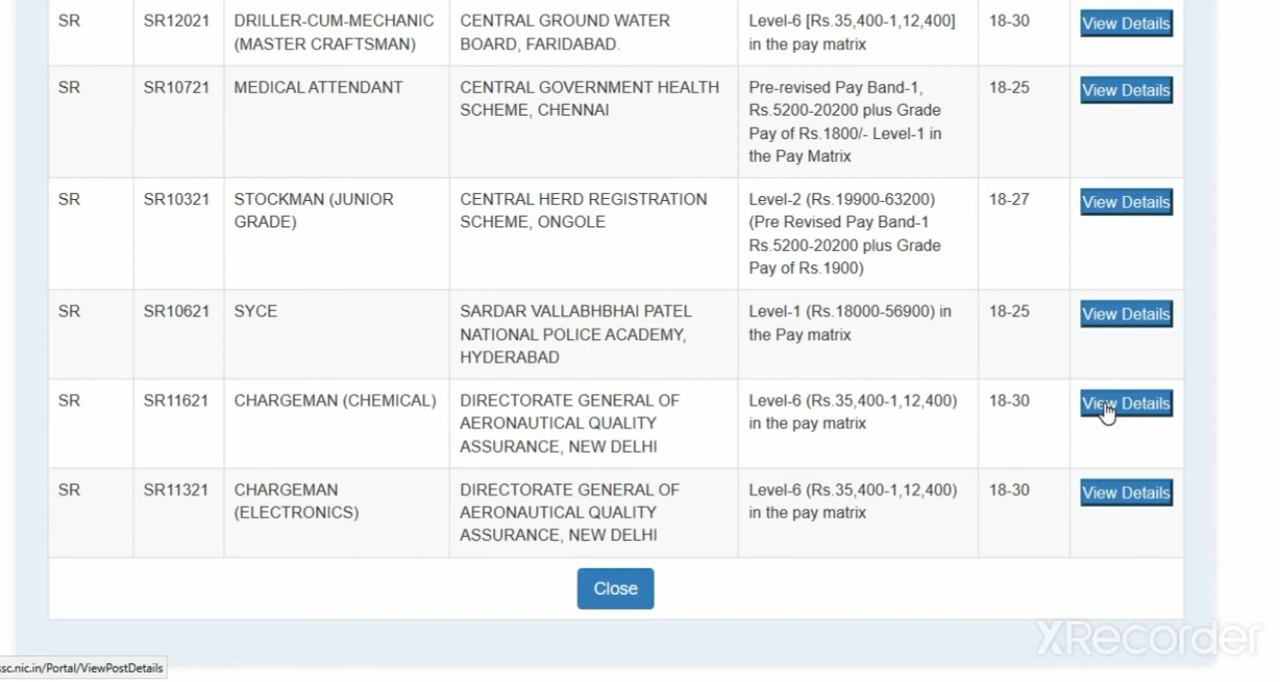 SR
SR12021
DRILLER-CUM-MECHANIC
(MASTER CRAFTSMAN)
CENTRAL GROUND WATER
BOARD, FARIDABAD.
Level-6 [Rs.35,400-1,12,400]
in the pay matrix
18-30
View Details
SR
SR10721
MEDICAL ATTENDANT
CENTRAL GOVERNMENT HEALTH
SCHEME, CHENNAI
Pre-revised Pay Band-1,
Rs.5200-20200 plus Grade
Pay of Rs.1800/- Level-1 in
the Pay Matrix
18-25
View Details
SR
SR10321
STOCKMAN (JUNIOR
GRADE)
CENTRAL HERD REGISTRATION
SCHEME, ONGOLE
Level-2 (Rs.19900-63200)
(Pre Revised Pay Band-1
Rs.5200-20200 plus Grade
Pay of Rs.1900)
18-27
View Details
SR
SR10621
SYCE
SARDAR VALLABHBHAI PATEL
NATIONAL POLICE ACADEMY,
HYDERABAD
Level-1 (Rs.18000-56900) in
the Pay matrix
18-25
View Details
SR
SR11621
CHARGEMAN (CHEMICAL)
DIRECTORATE GENERAL OF
AERONAUTICAL QUALITY
ASSURANCE, NEW DELHI
Level-6 (Rs.35,400-1,12,400)
in the pay matrix
18-30
View Details
SR
SR11321
CHARGEMAN
(ELECTRONICS)
DIRECTORATE GENERAL OF
AERONAUTICAL QUALITY
ASSURANCE, NEW DELHI
Level-6 (Rs.35,400-1,12,400)
in the pay matrix
18-30
View Details
Close
XRecorder
ssc.nic.in/Portal/ViewPostDetails